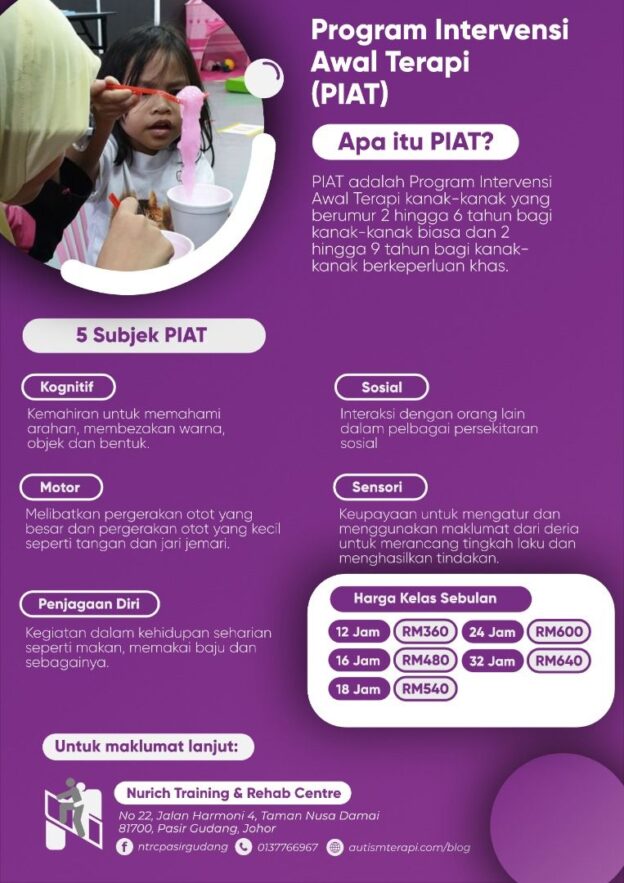 Program Intervensi
Awal Terapi
(PIAT)
Apa itu PIAT?
PIAT adalah Program Intervensi
Awal Terapi kanak-kanak yang
berumur 2 hingga 6 tahun bagi
kanak-kanak biasa dan 2
hingga 9 tahun bagi kanak-
kanak berkeperluan khas.
5 Subjek PIAT
Kognitif
Kemahiran untuk memahami
arahan, membezakan warna,
objek dan bentuk.
Sosial
Interaksi dengan orang lain
dalam pelbagai persekitaran
sosial
Motor
Melibatkan pergerakan otot yang
besar dan pergerakan otot yang kecil
seperti tangan dan jari jemari.
Sensori
Keupayaan untuk mengatur dan
menggunakan maklumat dari deria
untuk merancang tingkah laku dan
menghasilkan tindakan.
Penjagaan Diri
Kegiatan dalam kehidupan seharian
seperti makan, memakai baju dan
sebagainya.
Harga Kelas Sebulan
12 Jam RM360 24 Jam RM600
16 Jam RM480 32 Jam RM640
18 Jam RM540
Untuk maklumat lanjut:
Nurich Training & Rehab Centre
No 22, Jalan Harmoni 4, Taman Nusa Damai
81700, Pasir Gudang, Johor
ntrcpasirgudang 0137766967 autismterapi.com/blog